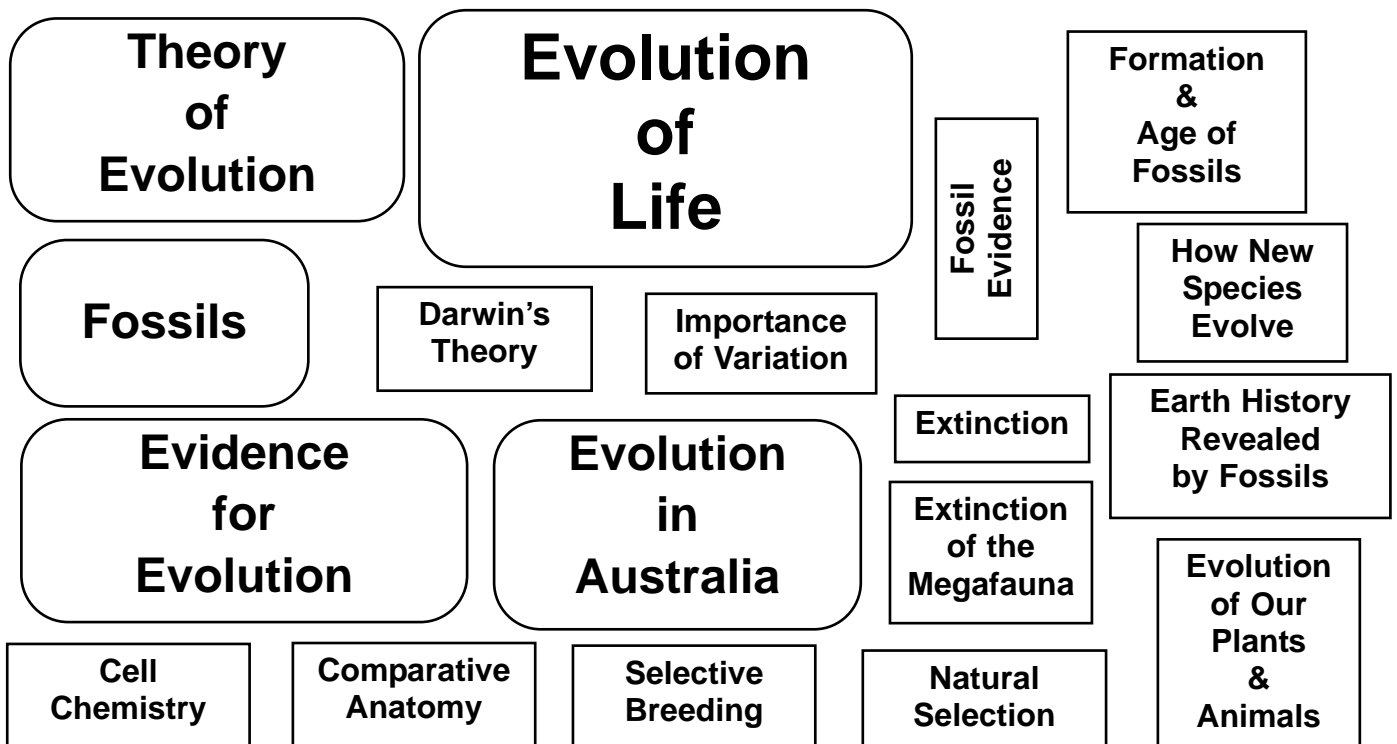 Theory
of
Evolution
Evolution
of
Life
Fossil
Evidence
Formation
&
Age of
Fossils
Fossils
Darwin’s
Theory
Importance
of Variation
How New
Species
Evolve
Evidence
for
Evolution
Evolution
in
Australia
Extinction
Earth History
Revealed
by Fossils
Extinction
of the
Megafauna
Evolution
of Our
Plants
&
Animals
Cell
Chemistry
Comparative
Anatomy
Selective
Breeding
Natural
Selection